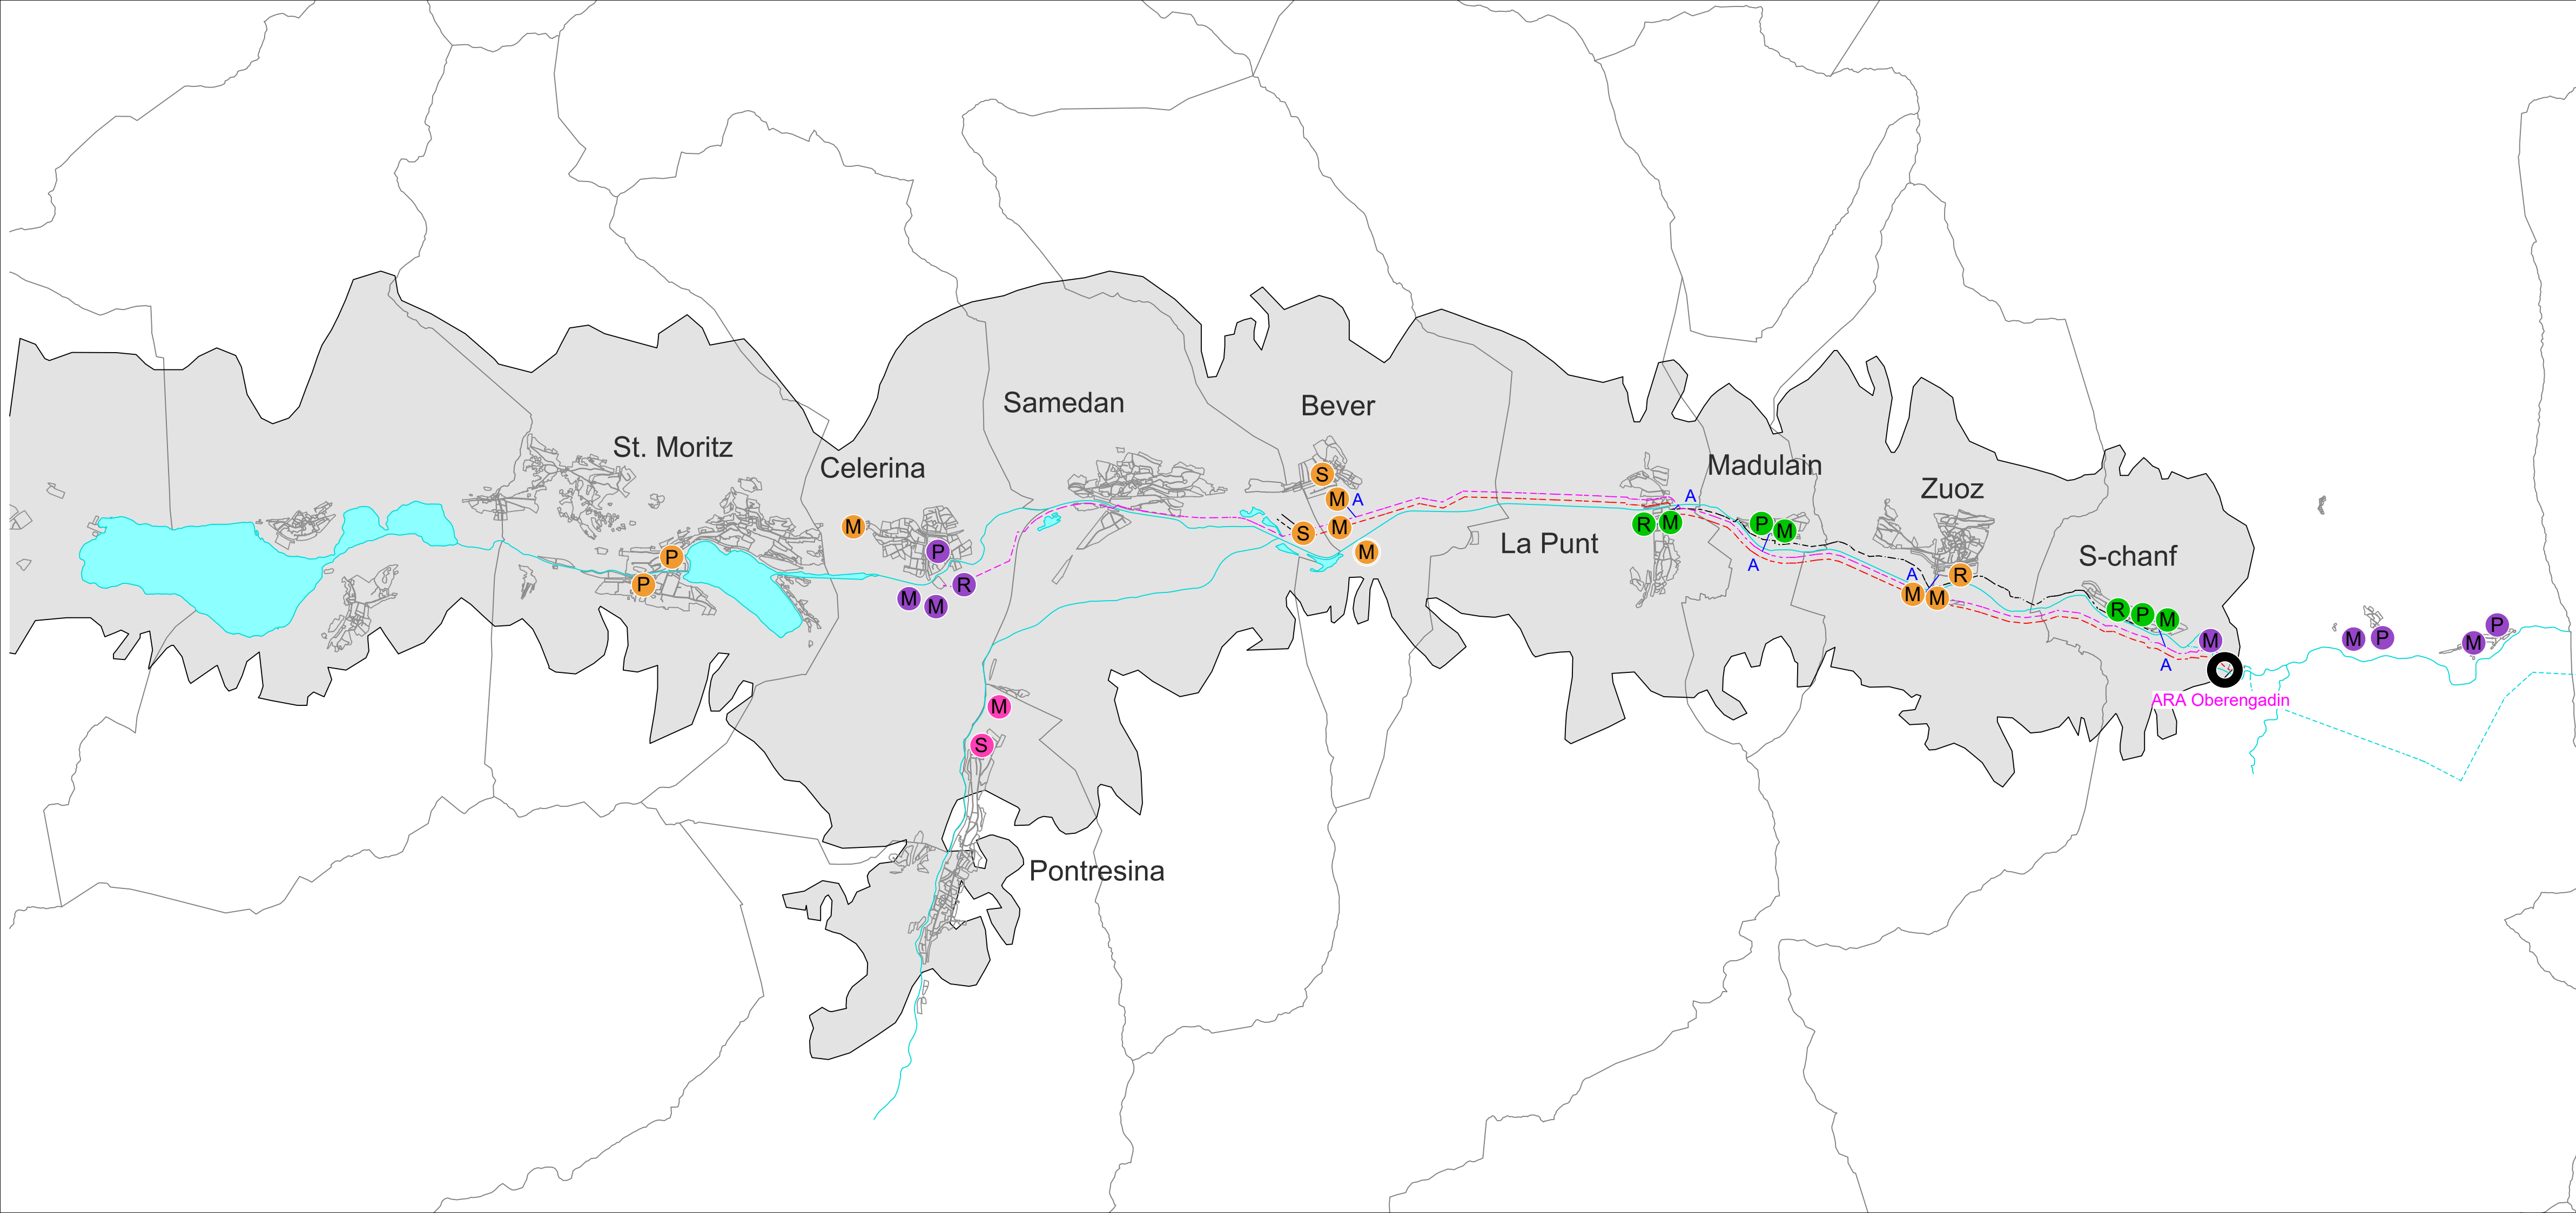 Samedan
Bever
St. Moritz
Celerina
Madulain
Zuoz
La Punt
S-chanf
Pontresina
ARA Oberengadin
P
P
M
P
R
M
M
M
S
S
M
A
S
M
M
R
M
A
P
M
A
A
M
M
R
R
P
M
A
M
M
P
M
P